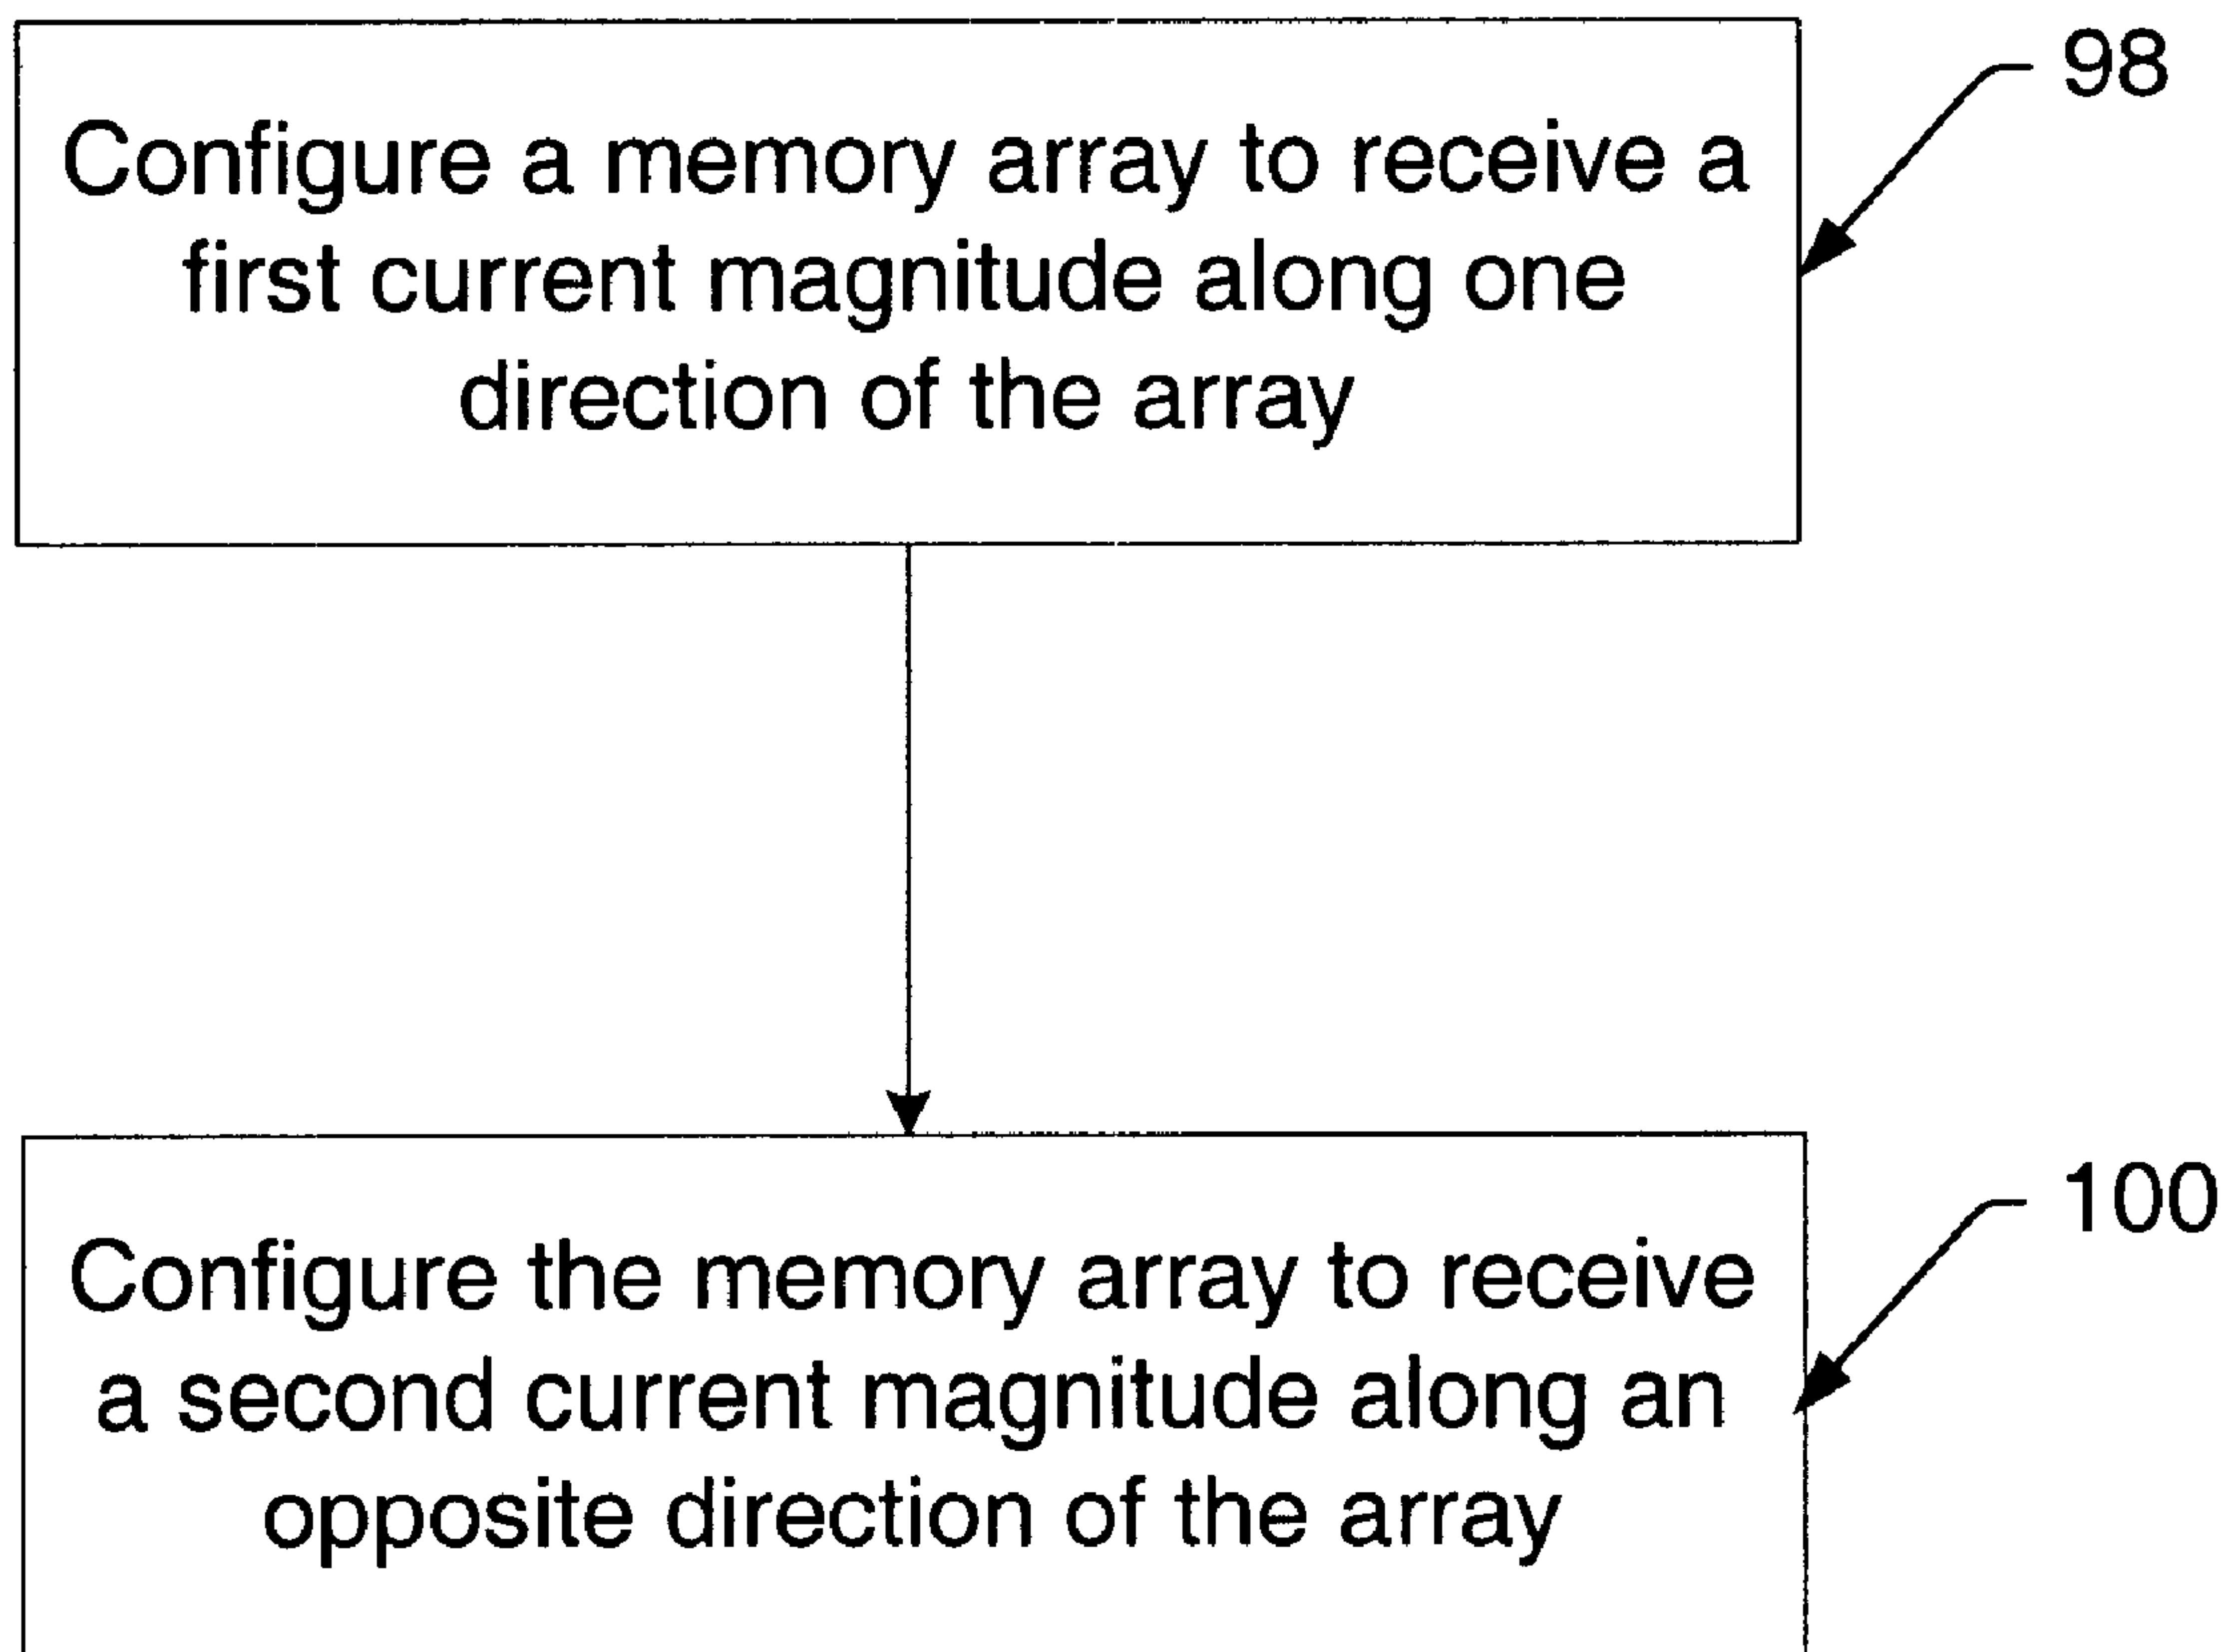 98
Configure a memory array to receive a
first current magnitude along one
direction of the array
100
Configure the memory array to receive
a second current magnitude along an
opposite direction of the array